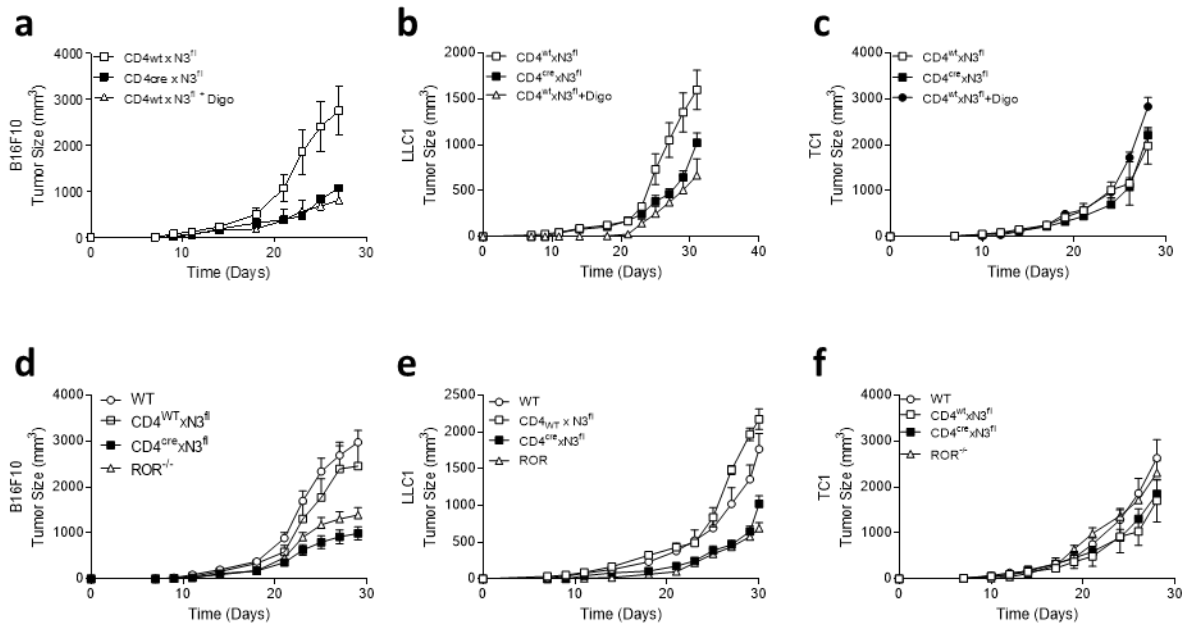 a
CD4wt x N3fl
CD4cre x N3fl
CD4wt x N3fl + Digo
B16F10
Tumor Size (mm3)
4000
3000
2000
1000
0
0 10 20 30
Time (Days)
b
CD4wtxN3fl
CD4crexN3fl
CD4wtxN3fl+Digo
LLC1
Tumor Size (mm3)
2000
1500
1000
500
0
0 10 20 30 40
Time (Days)
c
CD4wtxN3fl
CD4crexN3fl
CD4wtxN3fl+Digo
TC1
Tumor Size (mm3)
4000
3000
2000
1000
0
0 10 20 30
Time (Days)
d
WT
CD4WTxN3fl
CD4crexN3fl
ROR-/-
B16F10
Tumor Size (mm3)
4000
3000
2000
1000
0
0 10 20 30
Time (Days)
e
WT
CD4WT x N3fl
CD4crexN3fl
ROR
LLC1
Tumor Size (mm3)
2500
2000
1500
1000
500
0
0 10 20 30
Time (Days)
f
WT
CD4wtxN3fl
CD4crexN3fl
ROR-/-
TC1
Tumor Size (mm3)
4000
3000
2000
1000
0
0 10 20 30
Time (Days)